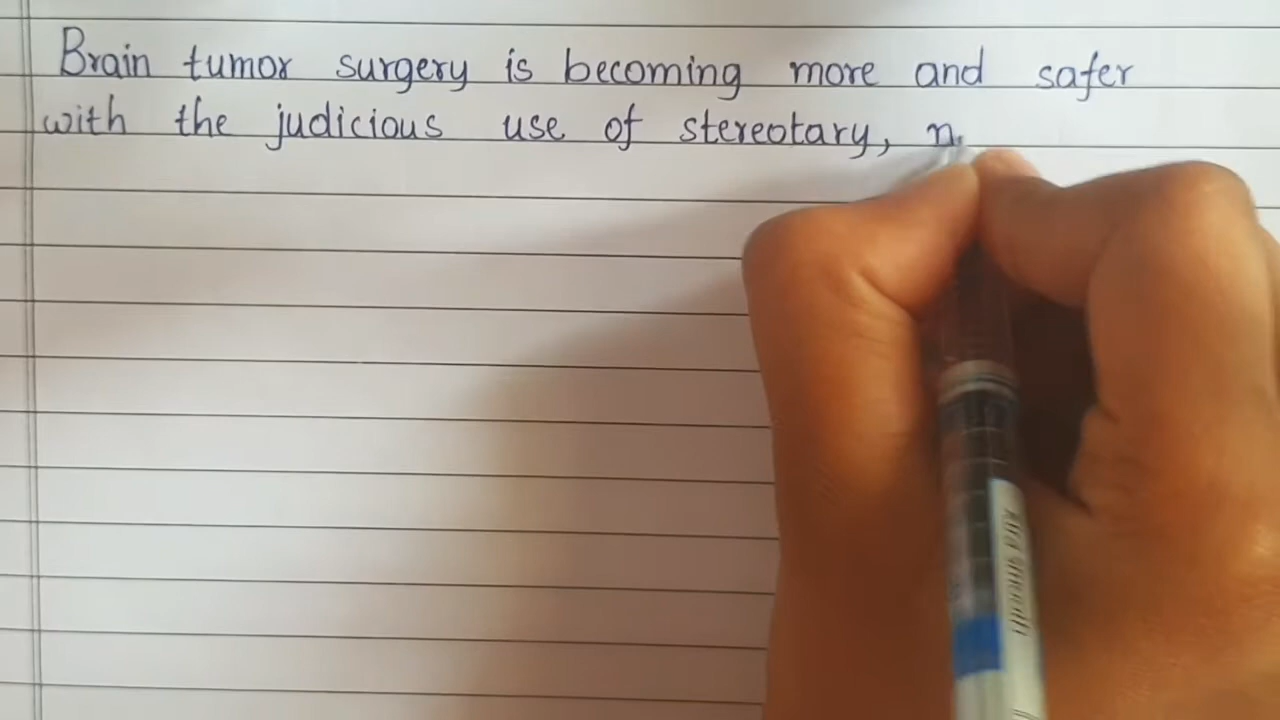 Brain tumor surgery is becoming more and safer
with the judicious use of stereotary, n